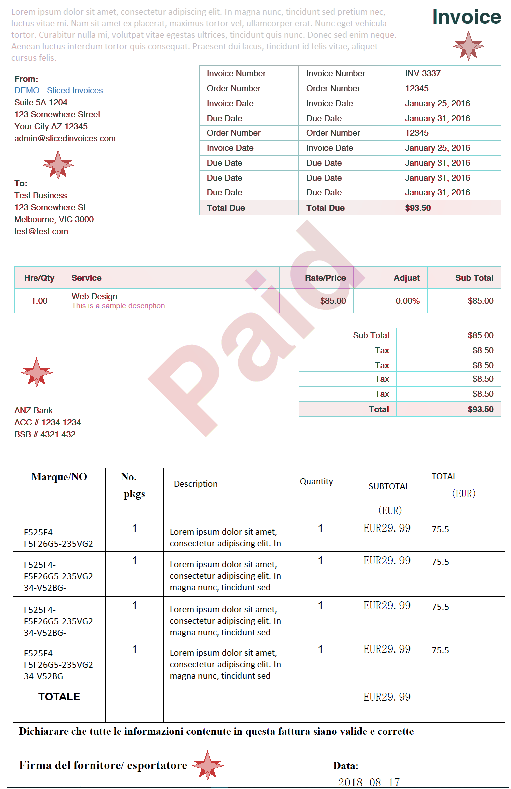 Lorem ipsum dolor sit amet, consectetur adipiscing elit. In magna nunc, tincidunt sed pretium nec,
luctus vitae mi. Nam sit amet ex placerat, maximus tortor vel, ullamcorper erat. Nunc eget vehicula
tortor. Curabitur nulla mi, volutpat vitae egestas ultrices, tincidunt quis nunc. Donec sed enim neque.
Aenean luctus interdum tortor quis consequat. Praesent dui lacus, tincidunt id felis vitae, aliquet
cursus felis.
Invoice
From:
DEMO - Sliced Invoices
Suite 5A-1204
123 Somewhere Street
Your City AZ 12345
admin@slicedinvoices.com
Invoice Number Invoice Number INV-3337
Order Number Order Number 12345
Invoice Date Invoice Date January 25, 2016
Due Date Due Date January 31, 2016
Order Number Order Number 12345
Invoice Date Invoice Date January 25, 2016
Due Date Due Date January 31, 2016
Due Date Due Date January 31, 2016
Due Date Due Date January 31, 2016
Total Due Total Due $93.50
To:
Test Business
123 Somewhere St
Melbourne, VIC 3000
test@test.com
Paid
Hrs/Qty Service Rate/Price Adjust Sub Total
1.00 Web Design $85.00 0.00% $85.00
This is a sample description
Sub Total $85.00
Tax $8.50
Tax $8.50
Tax $8.50
Tax $8.50
Total $93.50
ANZ Bank
ACC # 1234 1234
BSB # 4321 432
Marque/NO No. pkgs Description Quantity SUBTOTAL (EUR) TOTAL (EUR)
F525F4 1 Lorem ipsum dolor sit amet, 1 EUR29.99 75.5
F5F26G5-235VG2 consectetur adipiscing elit. In
F525F4- 1 Lorem ipsum dolor sit amet, 1 EUR29.99 75.5
F5F26G5-235VG2 consectetur adipiscing elit. In
34-V52BG- magna nunc, tincidunt sed
F525F4- 1 Lorem ipsum dolor sit amet, 1 EUR29.99 75.5
F5F26G5-235VG2 consectetur adipiscing elit. In
34-V52BG- magna nunc, tincidunt sed
F525F4 1 Lorem ipsum dolor sit amet, 1 EUR29.99 75.5
F5F26G5-235VG2 consectetur adipiscing elit. In
34-V52BG magna nunc, tincidunt sed
TOTALE EUR29.99
Dichiarare che tutte le informazioni contenute in questa fattura siano valide e corrette
Firma del fornitore/ esportatore Data:
2018-08-17